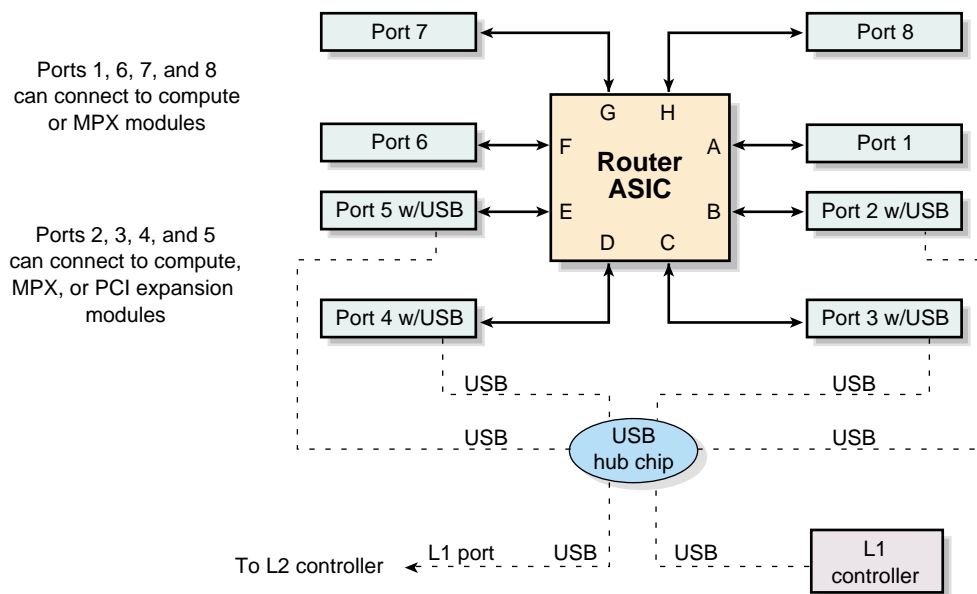 Port 7
Port 8
Ports 1, 6, 7, and 8
can connect to compute
or MPX modules
G
H
Port 6
F
Router
ASIC
A
Port 1
Port 5 w/USB
E
B
Port 2 w/USB
Ports 2, 3, 4, and 5
can connect to compute,
MPX, or PCI expansion
modules
D
C
Port 4 w/USB
Port 3 w/USB
USB
USB
USB
USB
hub chip
USB
To L2 controller
L1 port
USB
USB
L1
controller